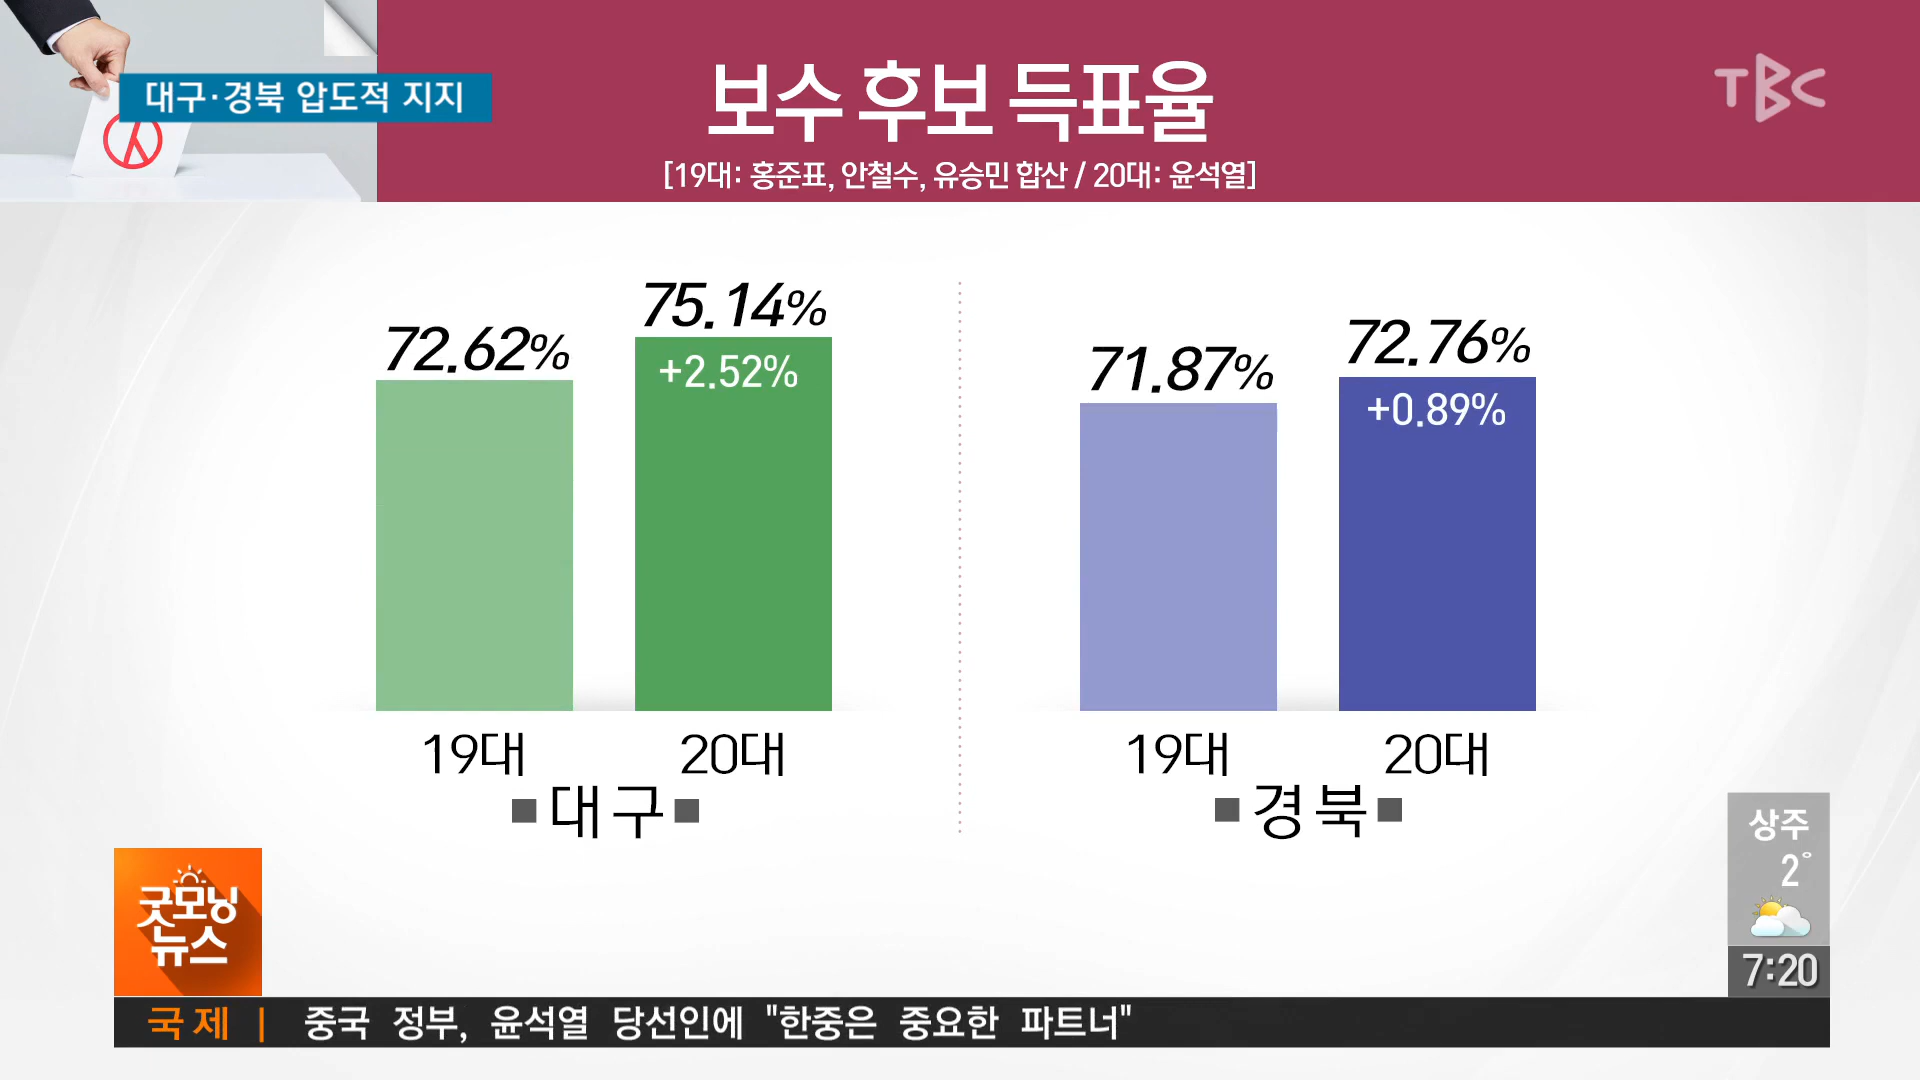 대구·경북 압도적 지지
보수 후보 득표율
[19대: 홍준표, 안철수, 유승민 합산 / 20대: 윤석열]
TBC
72.62%
75.14%
+2.52%
19대
20대
■대구■
71.87%
72.76%
+0.89%
19대
20대
■경북■
상주
2°
7:20
굿모닝
뉴스
국제 | 중국 정부, 윤석열 당선인에 "한중은 중요한 파트너"